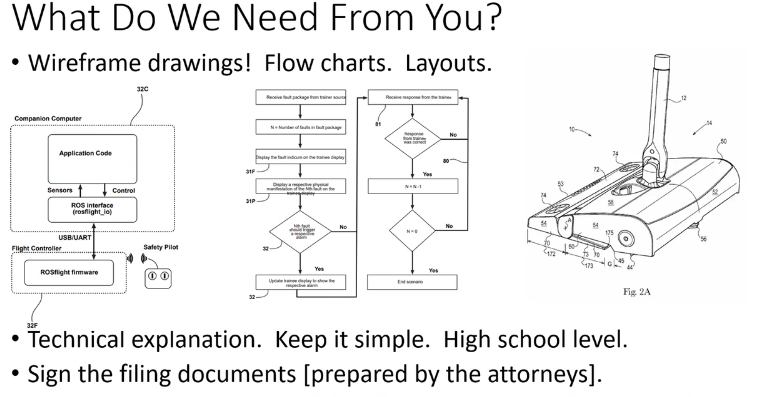 What Do We Need From You?
• Wireframe drawings!  Flow charts.  Layouts.
32C
Companion Computer
Application Code
Sensors
Control
ROS interface
(rosflight_io)
USB/UART
Flight Controller
Safety Pilot
ROSflight firmware
32F
Receive fault package from trainer source
N = Number of faults in fault package
Display the fault indicum on the trainee display
31F
Display a respective physical
manifestation of the Nth fault on the
trainee display
31P
Nth fault
should trigger
a respective
alarm
No
32
Yes
Update trainee display to show the
respective alarm
32
Receive response from the trainee
81
Response
from trainee
was correct
No
80
Yes
N = N -1
N = 0
No
Yes
End scenario
12
14
10
60
74
72
53
58
52
74
54
A
54
56
70
50
73
70
175
172
173
G
45
44
Fig. 2A
• Technical explanation.  Keep it simple.  High school level.
• Sign the filing documents [prepared by the attorneys].